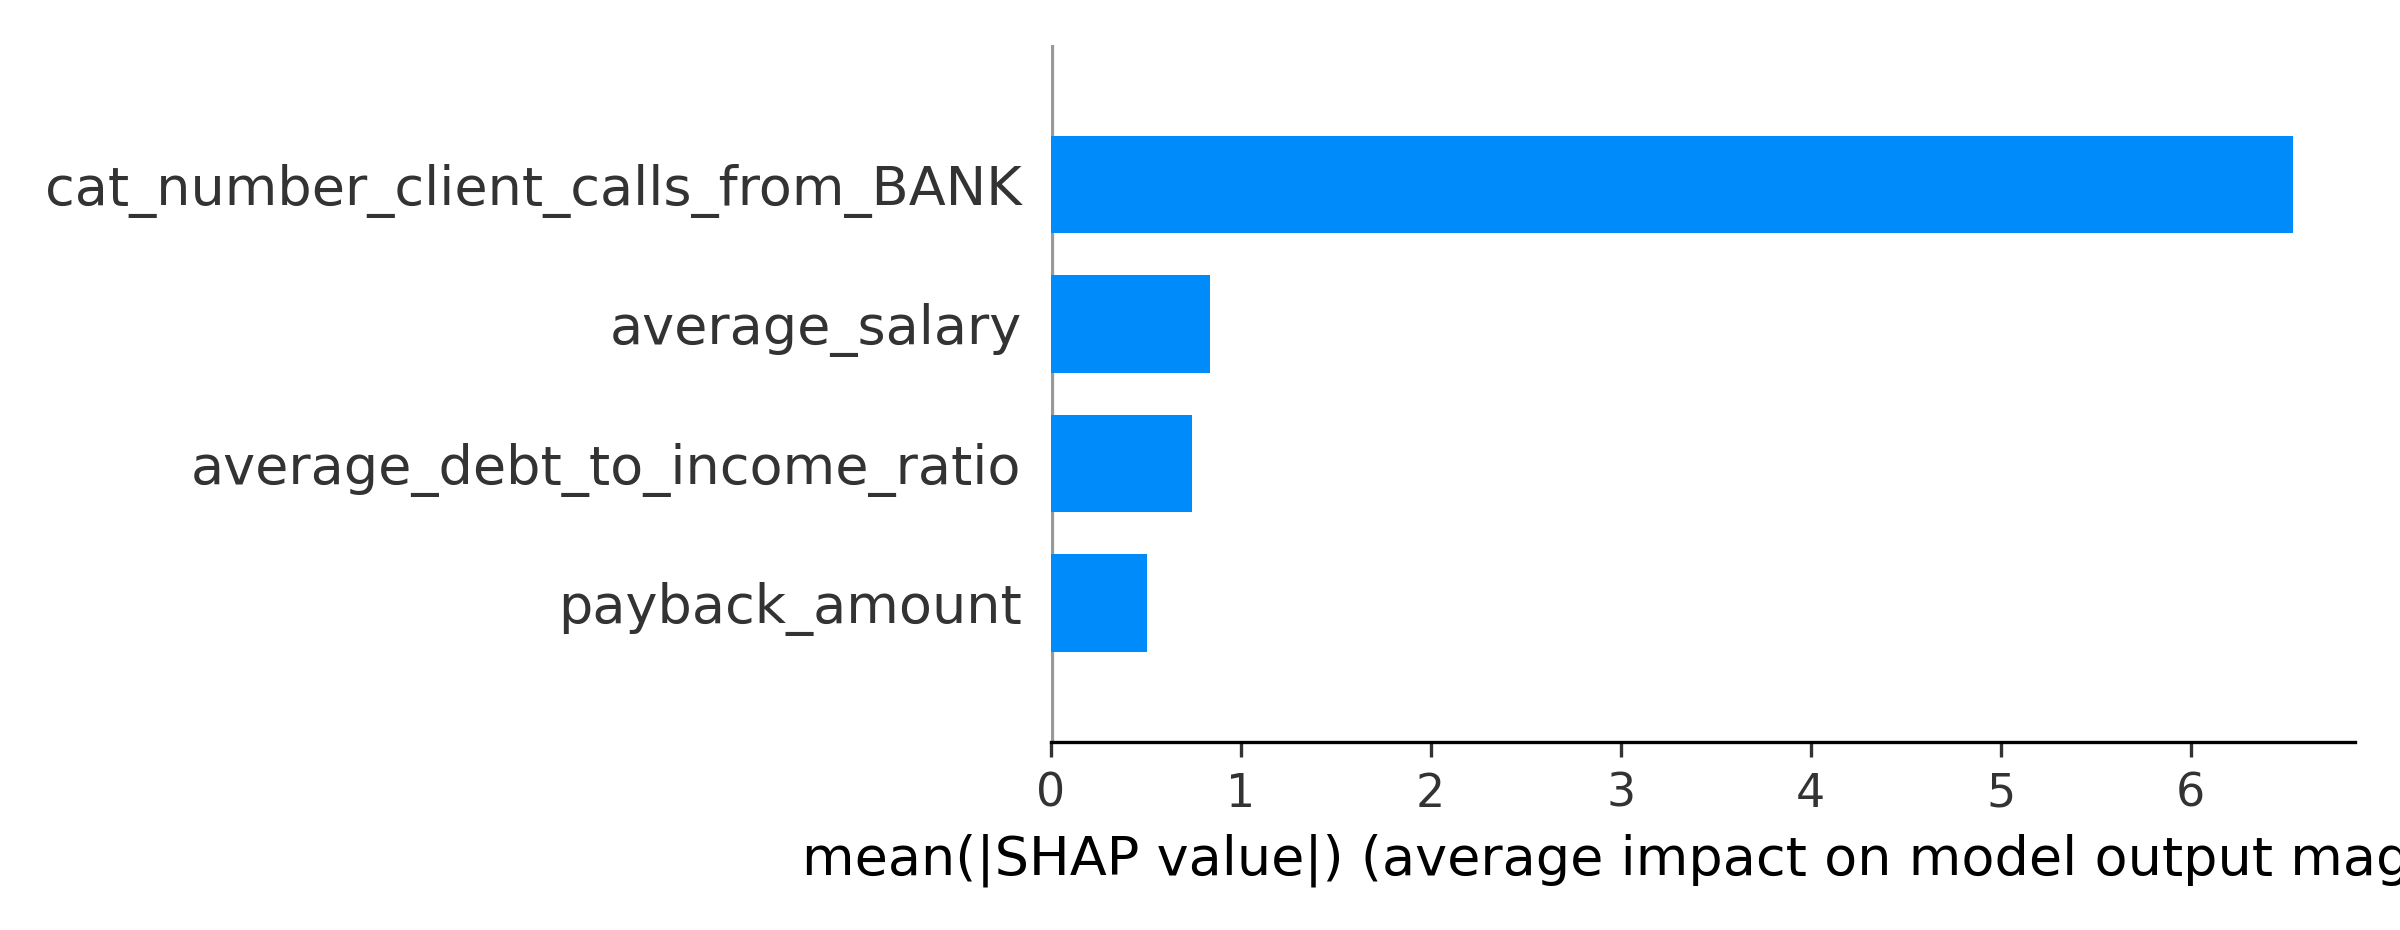 cat_number_client_calls_from_BANK
average_salary
average_debt_to_income_ratio
payback_amount
0 1 2 3 4 5 6
mean(|SHAP value|) (average impact on model output mag